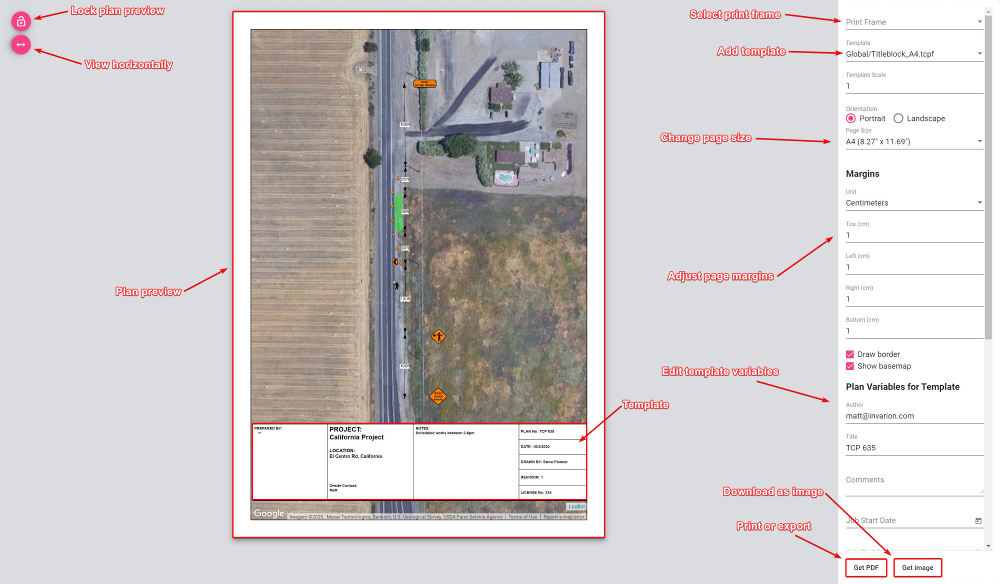 Lock plan preview
View horizontally
Plan preview
PREPARED BY:
PROJECT:
California Project
LOCATION:
El Centro Rd, California
Onsite Contact:
Matt
NOTES:
Scheduled works between 2-8pm
PLAN No: TCP 635
DRAWN BY: Steve Planner
REVISION: 1
LICENSE No: 234
Template
Google
Leaflet
Imagery ©2020 , Maxar Technologies, Sanborn, U.S. Geological Survey, USDA Farm Service Agency | Terms of Use | Report a map error
Select print frame
Add template
Change page size
Adjust page margins
Edit template variables
Download as image
Print or export
Print Frame
Template
Global/Titleblock_A4.tcpf
Template Scale
1
Orientation
Portrait Landscape
Page Size
A4 (8.27" x 11.69")
Margins
Unit
Centimeters
Top (cm)
1
Left (cm)
1
Right (cm)
1
Bottom (cm)
1
Draw border
Show basemap
Plan Variables for Template
Author
matt@invarion.com
Title
TCP 635
Comments
Job Start Date
Get PDF Get image